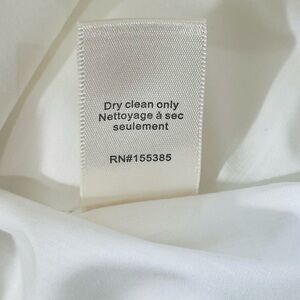 Dry clean only
Nettoyage à sec
seulement
RN#155385